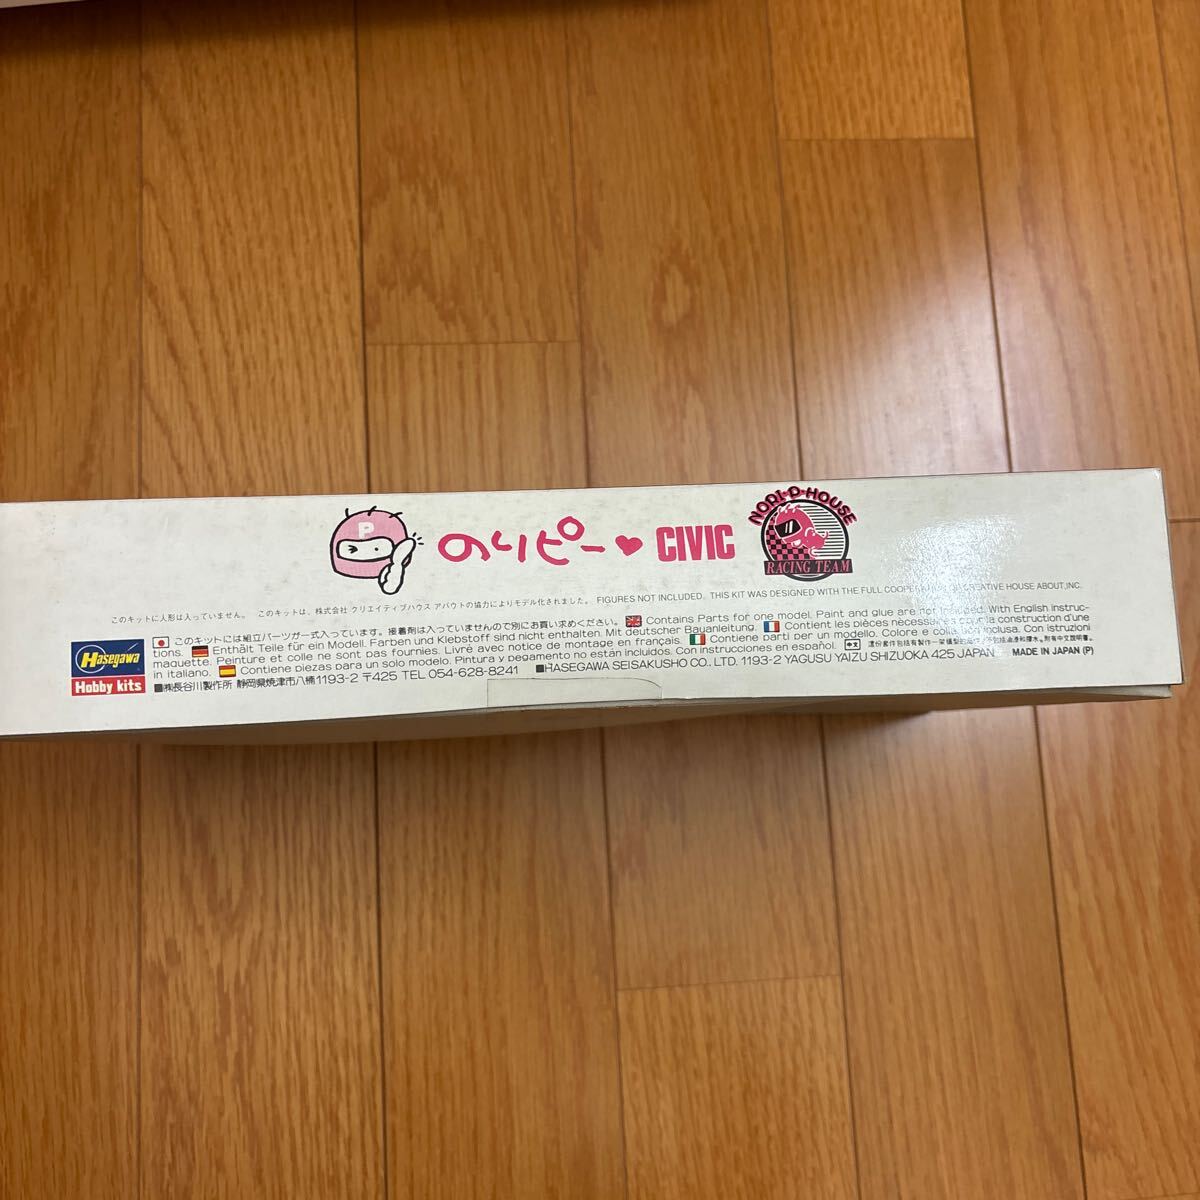 P
のりピー♥ CIVIC
NORI-P-HOUSE
RACING TEAM
このキットに人形は入っていません。 このキットは、株式会社 クリエイティブハウス アバウトの協力によりモデル化されました。 FIGURES NOT INCLUDED. THIS KIT WAS DESIGNED WITH THE FULL COOPERATION CREATIVE HOUSE ABOUT,INC.
Hasegawa
Hobby kits
このキットには組立パーツが一式入っています。接着剤は入っていませんので別にお買い求めください。 Contains Parts for one model. Paint and glue are not included. With English instruc-
tions. Enthält Teile für ein Modell. Farben und Klebstoff sind nicht enthalten. Mit deutscher Bauanleitung. Contient les pièces nécessaires pour la construction d'une
maquette. Peinture et colle ne sont pas fournies. Livré avec notice de montage en français. Contiene parti per un modello. Colore e colla non inclusa. Con istruzioni
in italiano. Contiene piezas para un solo modelo. Pintura y pegamento no están incluidos. Con instrucciones en español. 中文 附有中文說明書。
■㈱長谷川製作所 静岡県焼津市八楠1193-2 〒425 TEL 054-628-8241 ■HASEGAWA SEISAKUSHO CO., LTD. 1193-2 YAGUSU YAIZU SHIZUOKA 425 JAPAN MADE IN JAPAN (P)